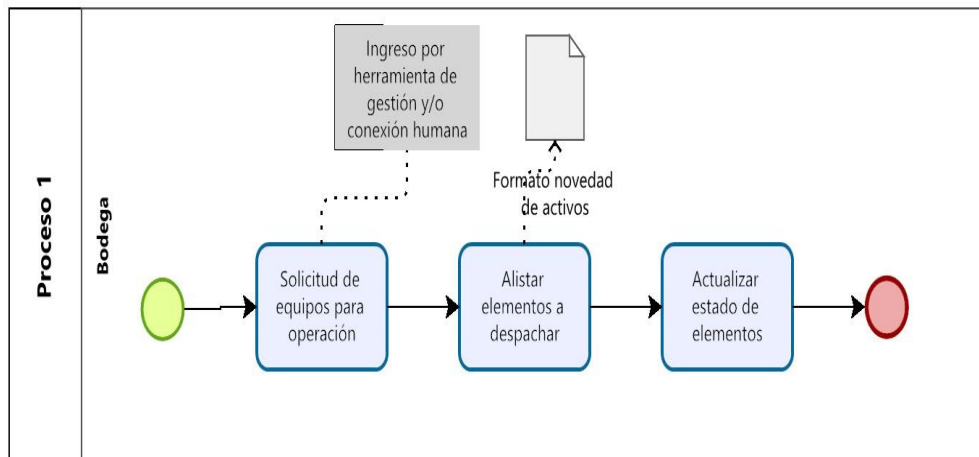 Proceso 1
Bodega
Ingreso por
herramienta de
gestión y/o
conexión humana
Formato novedad
de activos
Solicitud de
equipos para
operación
Alistar
elementos a
despachar
Actualizar
estado de
elementos